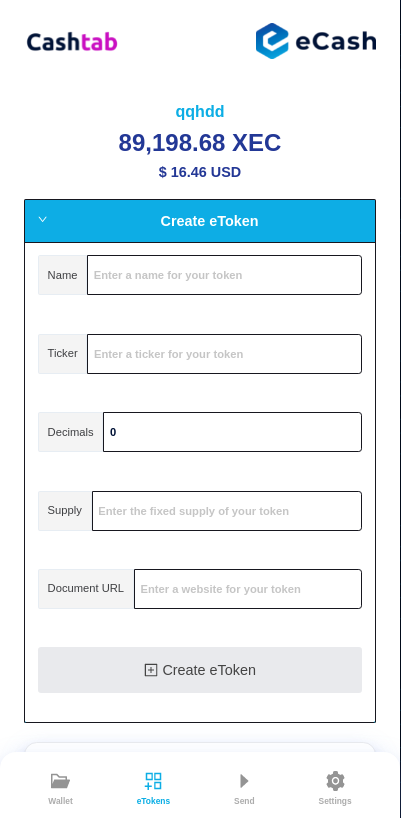 Cashtab eCash
qqhdd
89,198.68 XEC
$ 16.46 USD
Create eToken
Name Enter a name for your token
Ticker Enter a ticker for your token
Decimals 0
Supply Enter the fixed supply of your token
Document URL Enter a website for your token
Create eToken
Wallet eTokens Send Settings